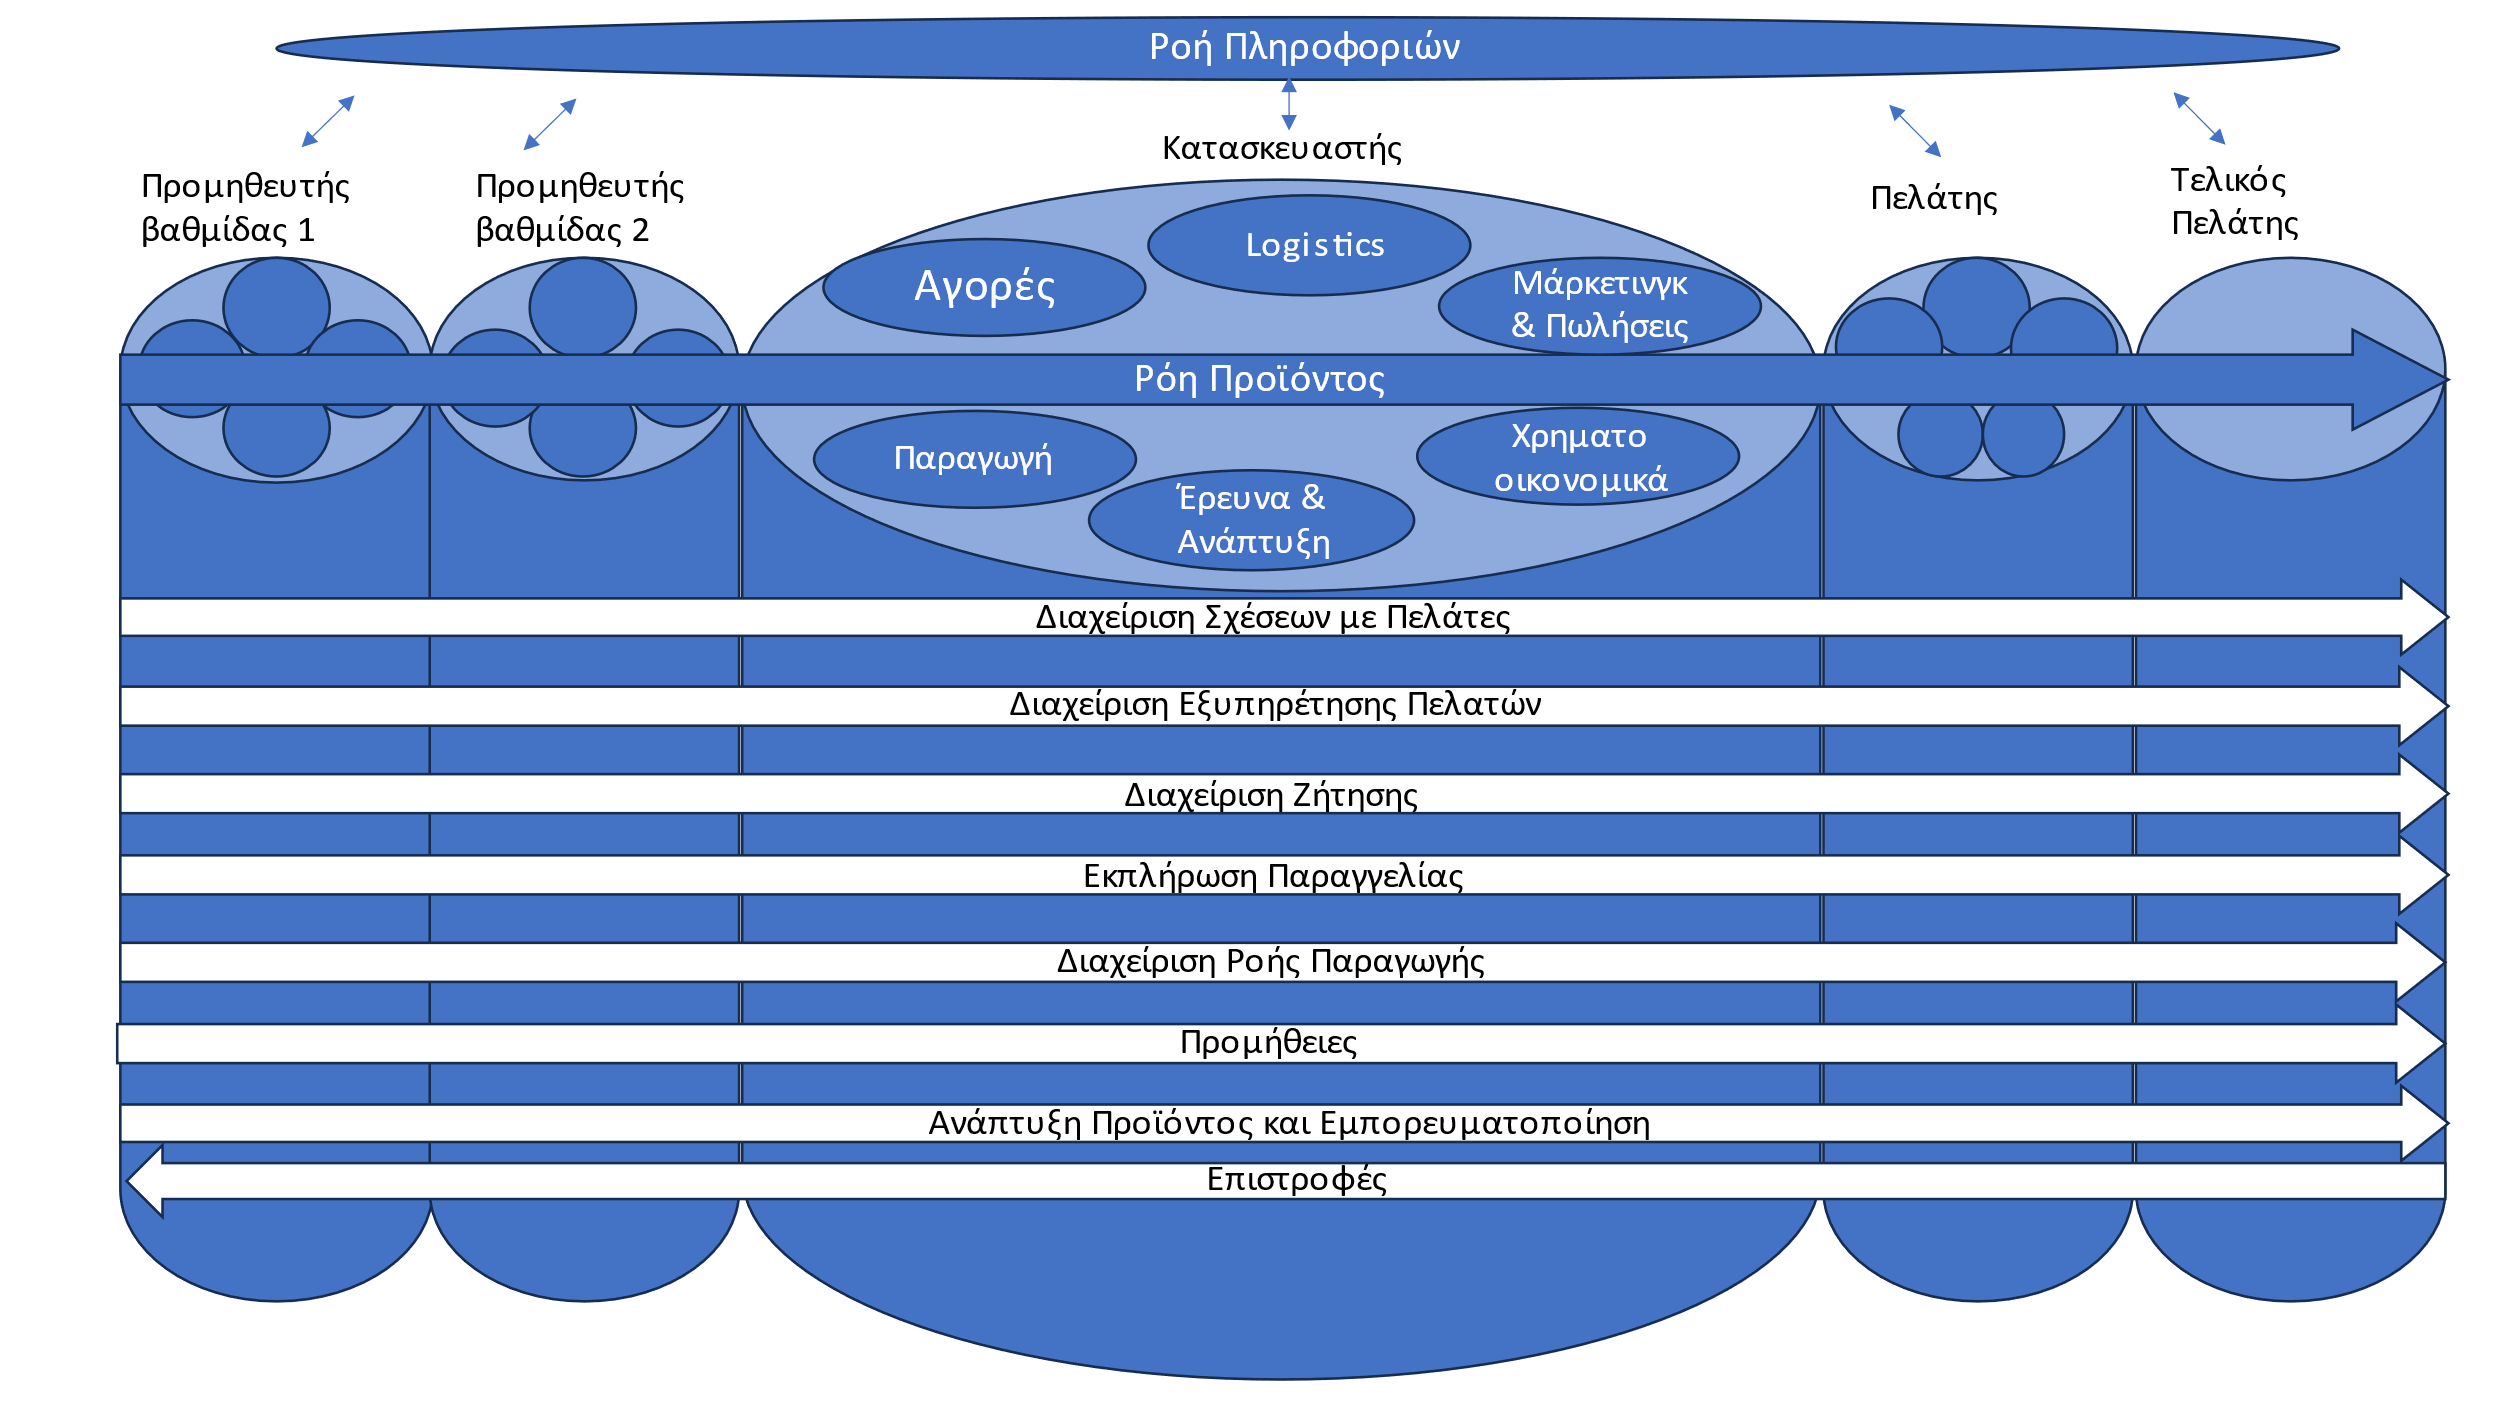 Ροή Πληροφοριών
Προμηθευτής
βαθμίδας 1
Προμηθευτής
βαθμίδας 2
Κατασκευαστής
Πελάτης
Τελικός
Πελάτης
Αγορές
Logistics
Μάρκετινγκ
& Πωλήσεις
Ρόη Προϊόντος
Παραγωγή
Έρευνα &
Ανάπτυξη
Χρηματο
οικονομικά
Διαχείριση Σχέσεων με Πελάτες
Διαχείριση Εξυπηρέτησης Πελατών
Διαχείριση Ζήτησης
Εκπλήρωση Παραγγελίας
Διαχείριση Ροής Παραγωγής
Προμήθειες
Ανάπτυξη Προϊόντος και Εμπορευματοποίηση
Επιστροφές